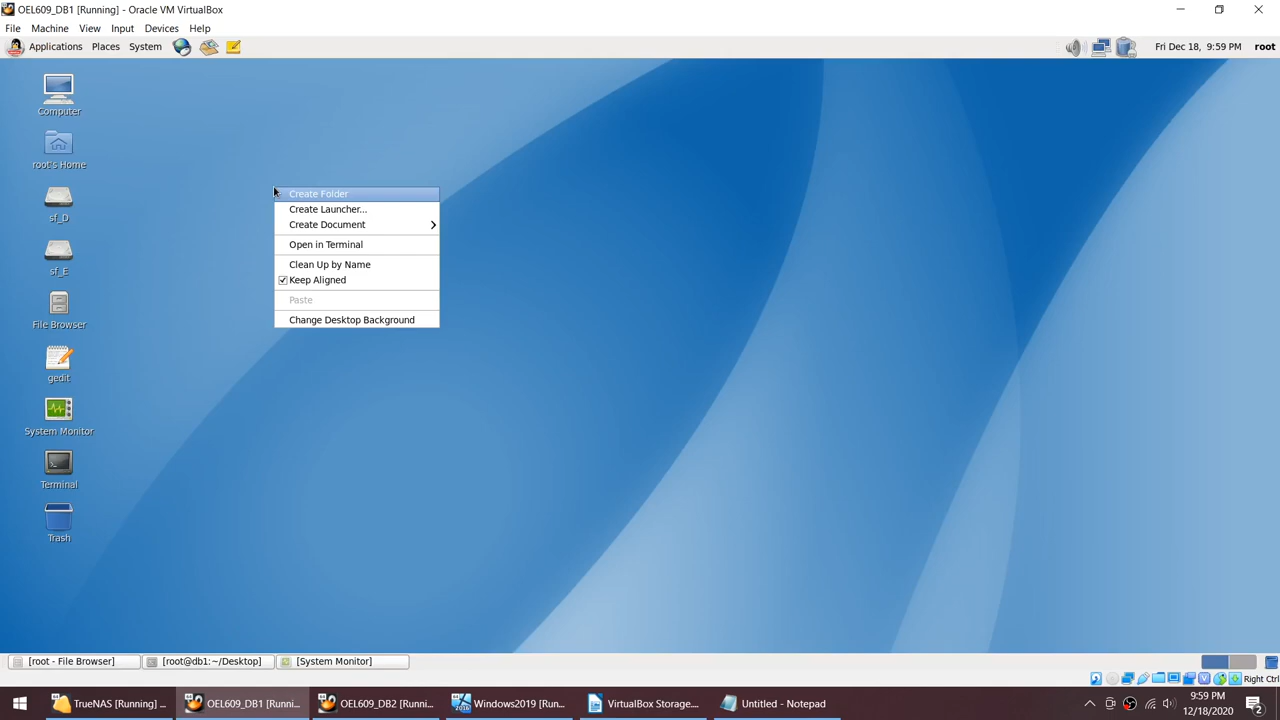 OEL609_DB1 [Running] - Oracle VM VirtualBox
File Machine View Input Devices Help
Applications Places System Fri Dec 18, 9:59 PM root
Computer
root's Home
sf_D
sf_E
File Browser
gedit
System Monitor
Terminal
Trash
Create Folder
Create Launcher...
Create Document
Open in Terminal
Clean Up by Name
Keep Aligned
Paste
Change Desktop Background
[root - File Browser] [root@db1:~/Desktop] [System Monitor]
Right Ctrl
TrueNAS [Running] ... OEL609_DB1 [Runni... OEL609_DB2 [Runni... Windows2019 [Run... VirtualBox Storage.... Untitled - Notepad
9:59 PM
12/18/2020
2